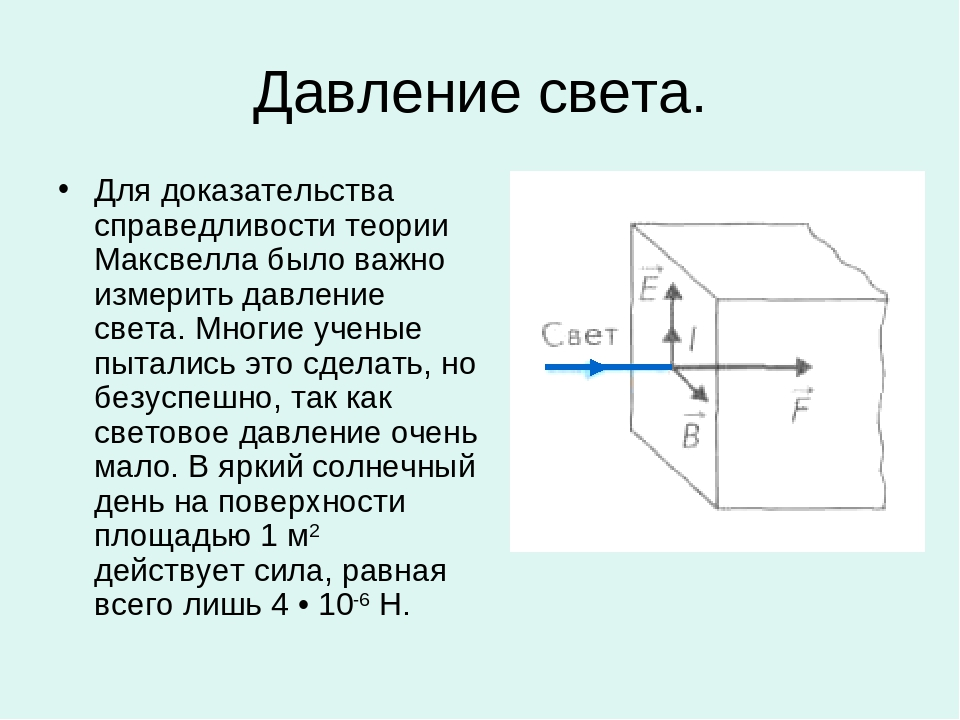 Давление света.
• Для доказательства
справедливости теории
Максвелла было важно
измерить давление
света. Многие ученые
пытались это сделать, но
безуспешно, так как
световое давление очень
мало. В яркий солнечный
день на поверхности
площадью 1 м²
действует сила, равная
всего лишь 4 • 10⁻⁶ Н.
E⃗
Свет
I
F⃗
B⃗